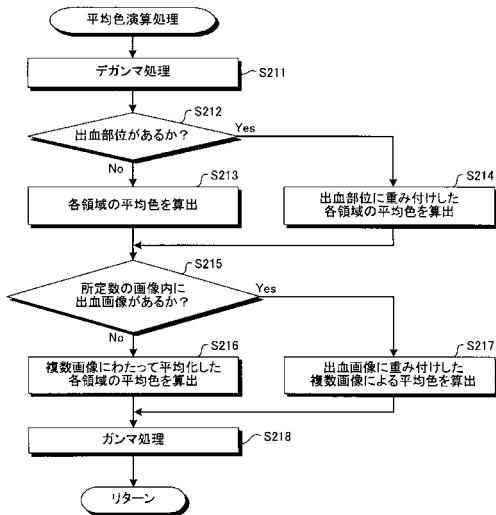 平均色演算処理
デガンマ処理
S211
出血部位があるか?
S212
Yes
No
各領域の平均色を算出
S213
出血部位に重み付けした
各領域の平均色を算出
S214
所定数の画像内に
出血画像があるか?
S215
Yes
No
複数画像にわたって平均化した
各領域の平均色を算出
S216
出血画像に重み付けした
複数画像による平均色を算出
S217
ガンマ処理
S218
リターン